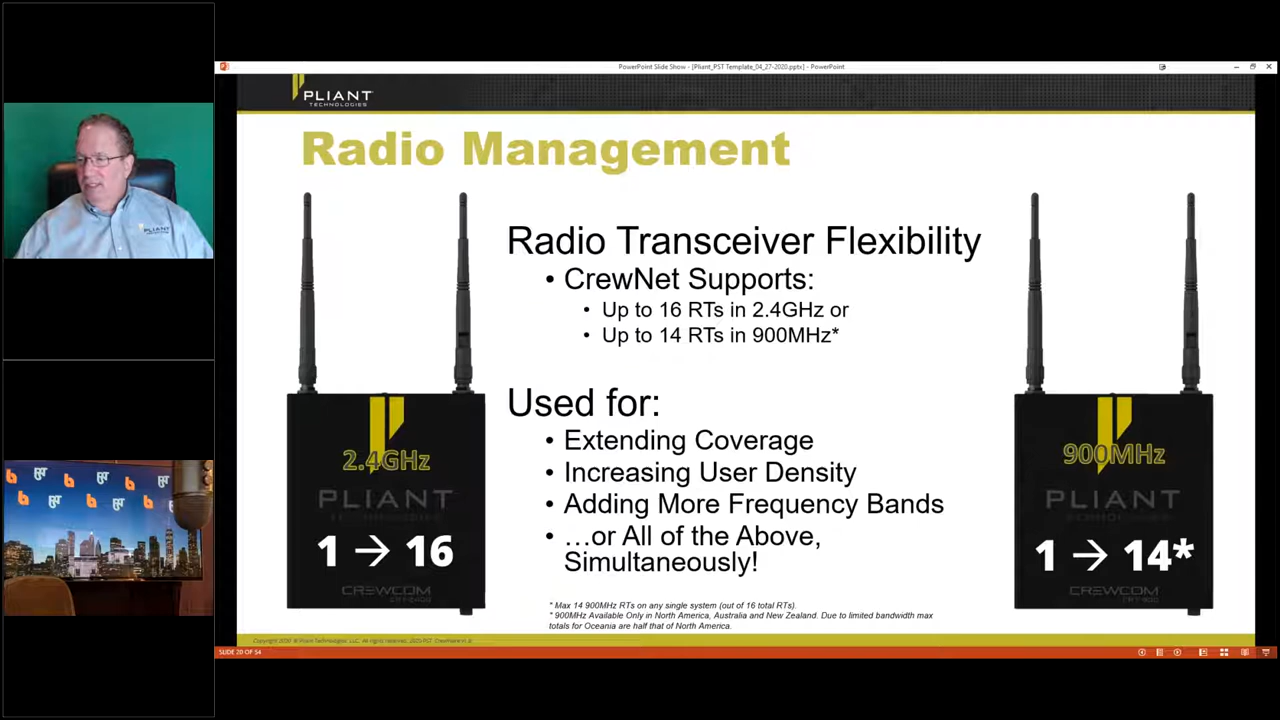 PowerPoint Slide Show - [Pliant_PST Template_04_27-2020.pptx] - PowerPoint
PLIANT
TECHNOLOGIES
Radio Management
Radio Transceiver Flexibility
• CrewNet Supports:
• Up to 16 RTs in 2.4GHz or
• Up to 14 RTs in 900MHz*
Used for:
• Extending Coverage
• Increasing User Density
• Adding More Frequency Bands
• …or All of the Above,
Simultaneously!
2.4GHz
PLIANT
TECHNOLOGIES
1 → 16
CREWCOM
900MHz
PLIANT
TECHNOLOGIES
1 → 14*
CREWCOM
* Max 14 900MHz RTs on any single system (out of 16 total RTs).
* 900MHz Available Only in North America, Australia and New Zealand. Due to limited bandwidth max
totals for Oceania are half that of North America.
SLIDE 20 OF 54
PLIANT